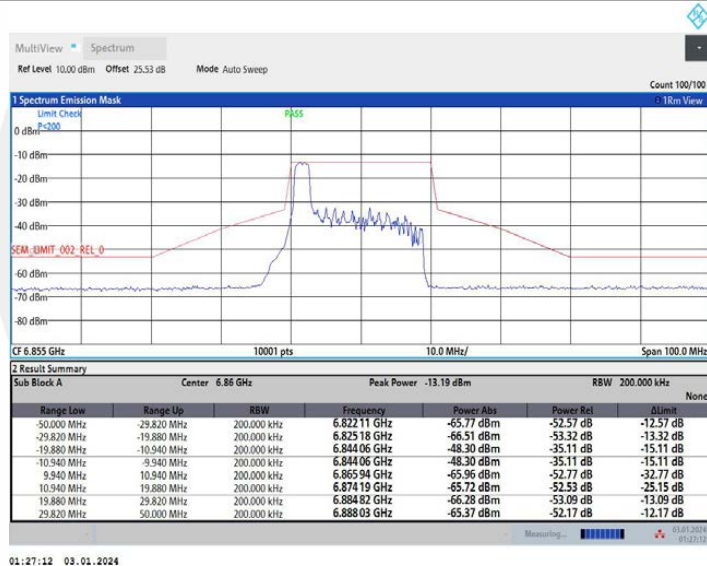 MultiView Spectrum
Ref Level 10.00 dBm Offset 25.53 dB Mode Auto Sweep
Count 100/100
1 Spectrum Emission Mask 1Rm View
Limit Check PASS
P<200
0 dBm
-10 dBm
-20 dBm
-30 dBm
-40 dBm
SEM_LIMIT_002_REL_0
-60 dBm
-70 dBm
-80 dBm
CF 6.855 GHz 10001 pts 10.0 MHz/ Span 100.0 MHz
2 Result Summary
Sub Block A Center 6.86 GHz Peak Power -13.19 dBm RBW 200.000 kHz
None
Range Low Range Up RBW Frequency Power Abs Power Rel ΔLimit
-50.000 MHz -29.820 MHz 200.000 kHz 6.822 11 GHz -65.77 dBm -52.57 dB -12.57 dB
-29.820 MHz -19.880 MHz 200.000 kHz 6.825 18 GHz -66.51 dBm -53.32 dB -13.32 dB
-19.880 MHz -10.940 MHz 200.000 kHz 6.844 06 GHz -48.30 dBm -35.11 dB -15.11 dB
-10.940 MHz -9.940 MHz 200.000 kHz 6.844 06 GHz -48.30 dBm -35.11 dB -15.11 dB
9.940 MHz 10.940 MHz 200.000 kHz 6.865 94 GHz -65.96 dBm -52.77 dB -32.77 dB
10.940 MHz 19.880 MHz 200.000 kHz 6.874 19 GHz -65.72 dBm -52.53 dB -25.15 dB
19.880 MHz 29.820 MHz 200.000 kHz 6.884 82 GHz -66.28 dBm -53.09 dB -13.09 dB
29.820 MHz 50.000 MHz 200.000 kHz 6.888 03 GHz -65.37 dBm -52.17 dB -12.17 dB
Measuring... 03.01.2024
01:27:12
01:27:12 03.01.2024